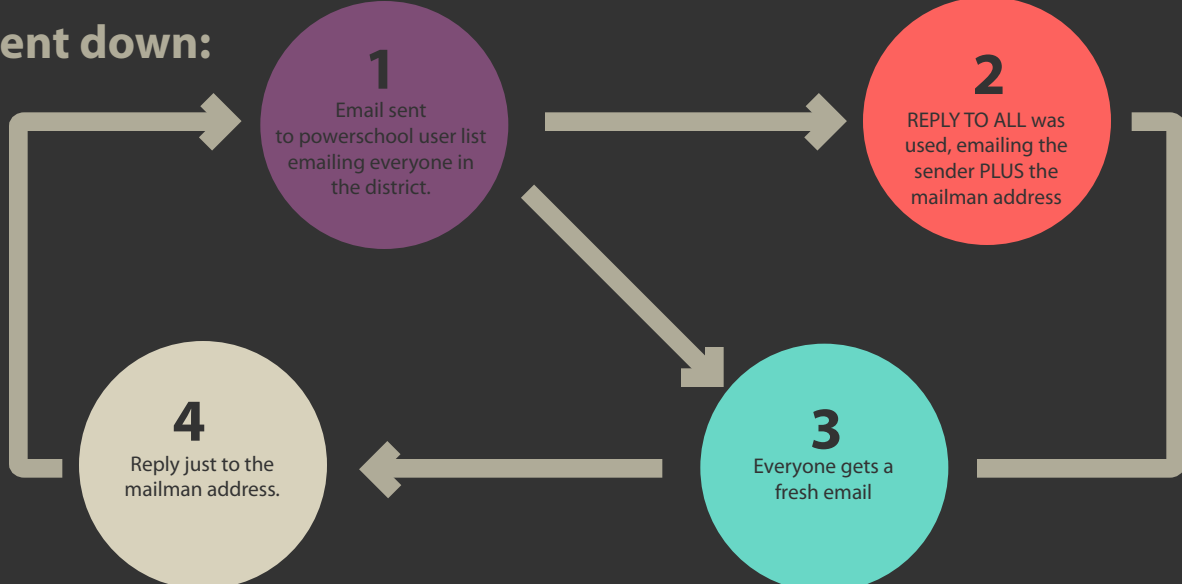 ent down:
1
Email sent
to powerschool user list
emailing everyone in
the district.
2
REPLY TO ALL was
used, emailing the
sender PLUS the
mailman address
3
Everyone gets a
fresh email
4
Reply just to the
mailman address.